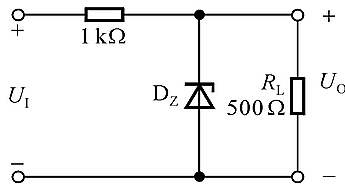 +
1 kΩ
+
U_I
D_Z
R_L
500 Ω
U_O
−
−